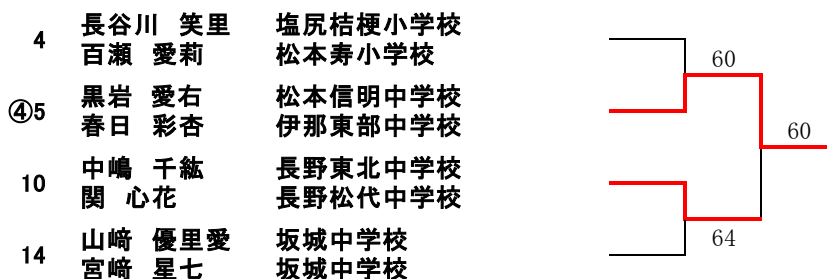 4 長谷川 笑里 塩尻桔梗小学校
百瀬 愛莉 松本寿小学校
60
④5 黒岩 愛右 松本信明中学校
春日 彩杏 伊那東部中学校
60
10 中嶋 千紘 長野東北中学校
関 心花 長野松代中学校
64
14 山﨑 優里愛 坂城中学校
宮﨑 星七 坂城中学校